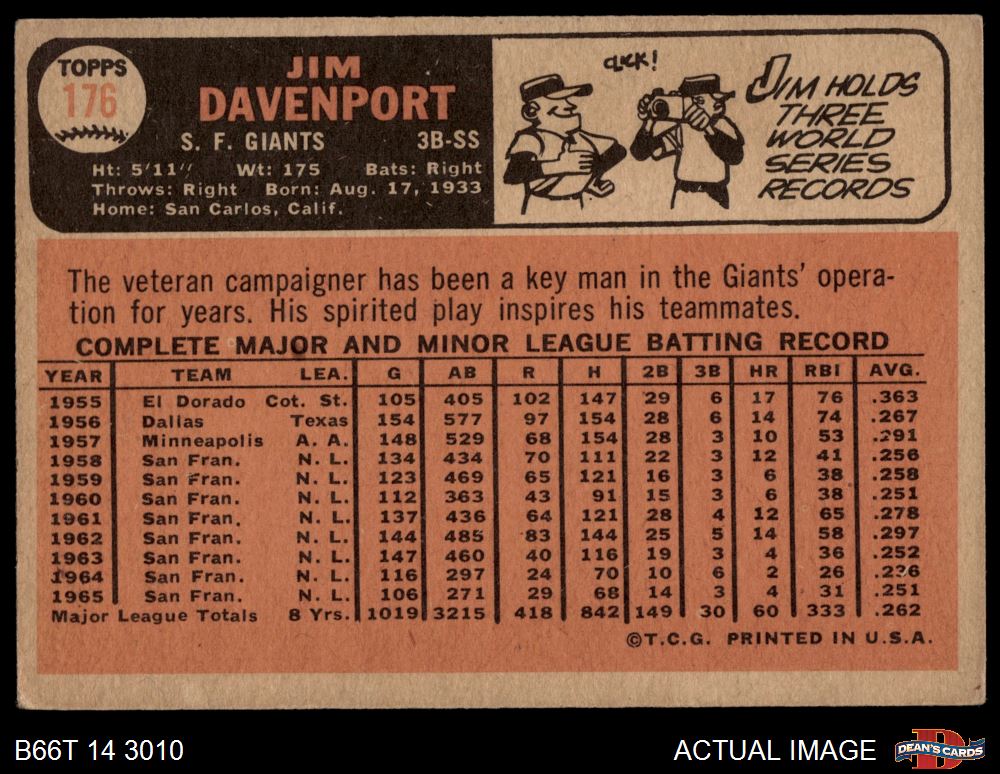 TOPPS
176
JIM
DAVENPORT
S. F. GIANTS 3B-SS
Ht: 5'11" Wt: 175 Bats: Right
Throws: Right Born: Aug. 17, 1933
Home: San Carlos, Calif.
CLICK!
JIM HOLDS
THREE
WORLD
SERIES
RECORDS
The veteran campaigner has been a key man in the Giants' opera-
tion for years. His spirited play inspires his teammates.
COMPLETE MAJOR AND MINOR LEAGUE BATTING RECORD
YEAR TEAM LEA. G AB R H 2B 3B HR RBI AVG.
1955 El Dorado Cot. St. 105 405 102 147 29 6 17 76 .363
1956 Dallas Texas 154 577 97 154 28 6 14 74 .267
1957 Minneapolis A. A. 148 529 68 154 28 3 10 53 .291
1958 San Fran. N. L. 134 434 70 111 22 3 12 41 .256
1959 San Fran. N. L. 123 469 65 121 16 3 6 38 .258
1960 San Fran. N. L. 112 363 43 91 15 3 6 38 .251
1961 San Fran. N. L. 137 436 64 121 28 4 12 65 .278
1962 San Fran. N. L. 144 485 83 144 25 5 14 58 .297
1963 San Fran. N. L. 147 460 40 116 19 3 4 36 .252
1964 San Fran. N. L. 116 297 24 70 10 6 2 26 .236
1965 San Fran. N. L. 106 271 29 68 14 3 4 31 .251
Major League Totals 8 Yrs. 1019 3215 418 842 149 30 60 333 .262
©T.C.G. PRINTED IN U.S.A.
B66T 14 3010
ACTUAL IMAGE
DEAN'S CARDS